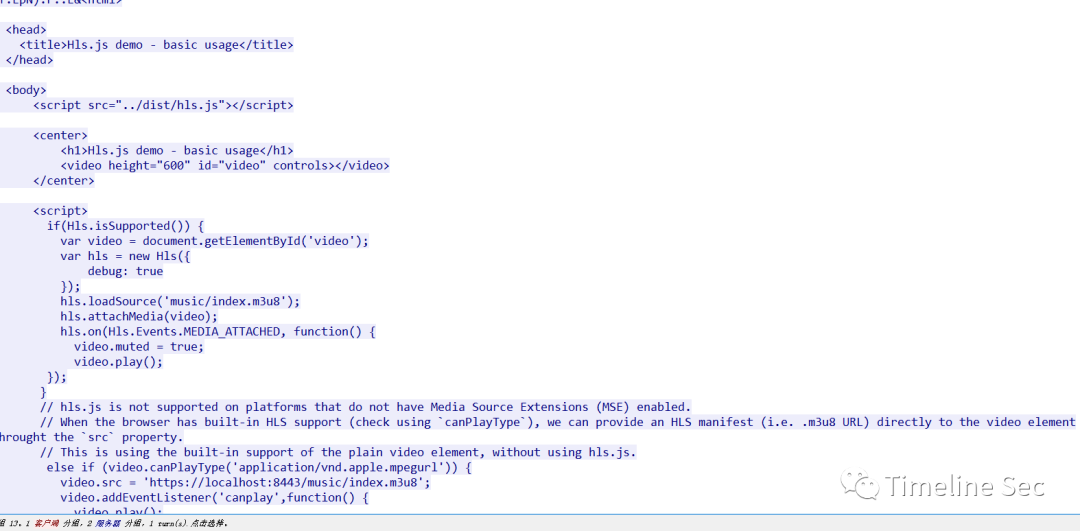 <head>
<title>Hls.js demo - basic usage</title>
</head>
<body>
<script src="../dist/hls.js"></script>
<center>
<h1>Hls.js demo - basic usage</h1>
<video height="600" id="video" controls></video>
</center>
<script>
if(Hls.isSupported()) {
var video = document.getElementById('video');
var hls = new Hls({
debug: true
});
hls.loadSource('music/index.m3u8');
hls.attachMedia(video);
hls.on(Hls.Events.MEDIA_ATTACHED, function() {
video.muted = true;
video.play();
});
}
// hls.js is not supported on platforms that do not have Media Source Extensions (MSE) enabled.
// When the browser has built-in HLS support (check using `canPlayType`), we can provide an HLS manifest (i.e. .m3u8 URL) directly to the video element
hrought the `src` property.
// This is using the built-in support of the plain video element, without using hls.js.
else if (video.canPlayType('application/vnd.apple.mpegurl')) {
video.src = 'https://localhost:8443/music/index.m3u8';
video.addEventListener('canplay',function() {
video.play();
Timeline Sec
组 13。1 客户端 分组，2 服务器 分组，1 turn(s).点击选择。